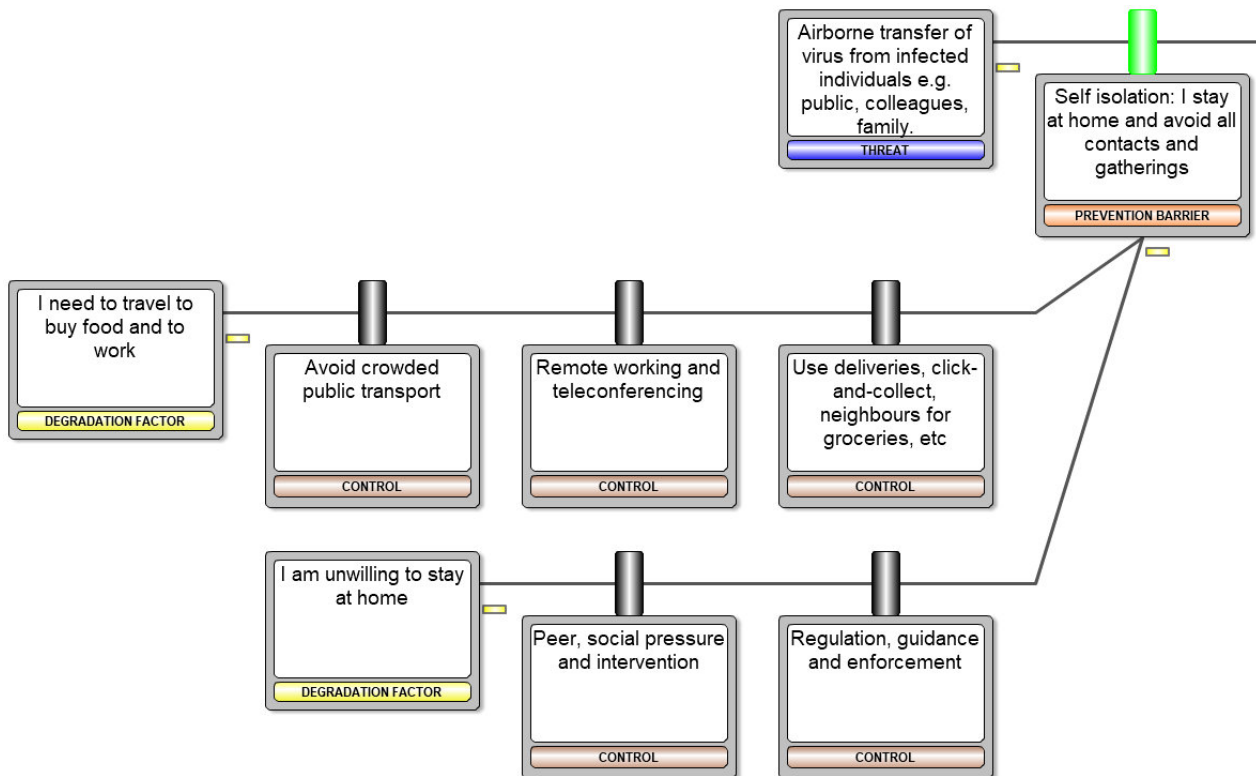 Airborne transfer of
virus from infected
individuals e.g.
public, colleagues,
family.
THREAT
Self isolation: I stay
at home and avoid all
contacts and
gatherings
PREVENTION BARRIER
I need to travel to
buy food and to
work
DEGRADATION FACTOR
Avoid crowded
public transport
CONTROL
Remote working and
teleconferencing
CONTROL
Use deliveries, click-
and-collect,
neighbours for
groceries, etc
CONTROL
I am unwilling to stay
at home
DEGRADATION FACTOR
Peer, social pressure
and intervention
CONTROL
Regulation, guidance
and enforcement
CONTROL